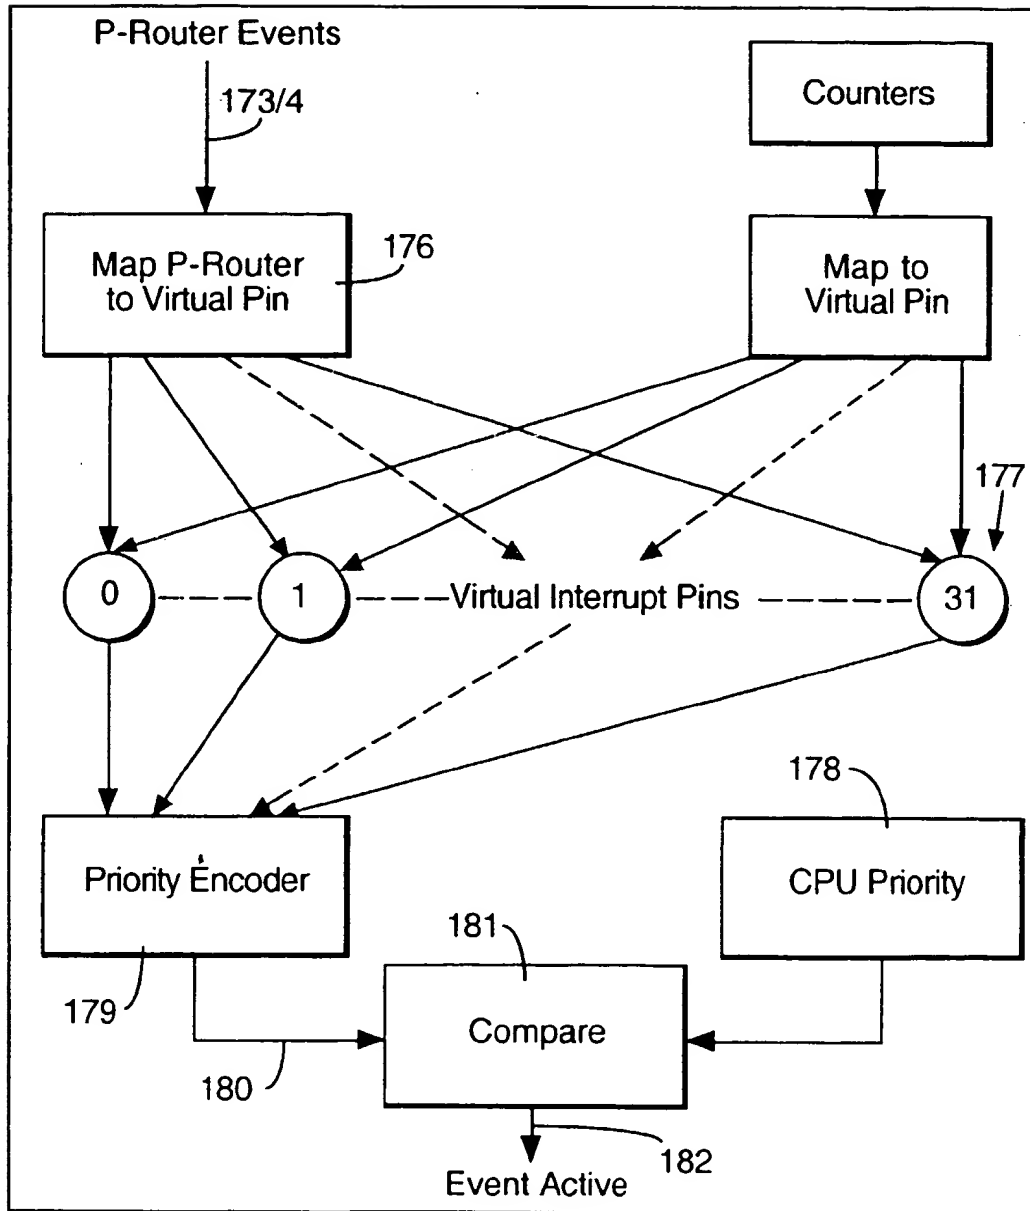 P-Router Events
173/4
Counters
Map P-Router
to Virtual Pin
176
Map to
Virtual Pin
177
0
1
Virtual Interrupt Pins
31
178
Priority Encoder
CPU Priority
181
179
Compare
180
182
Event Active